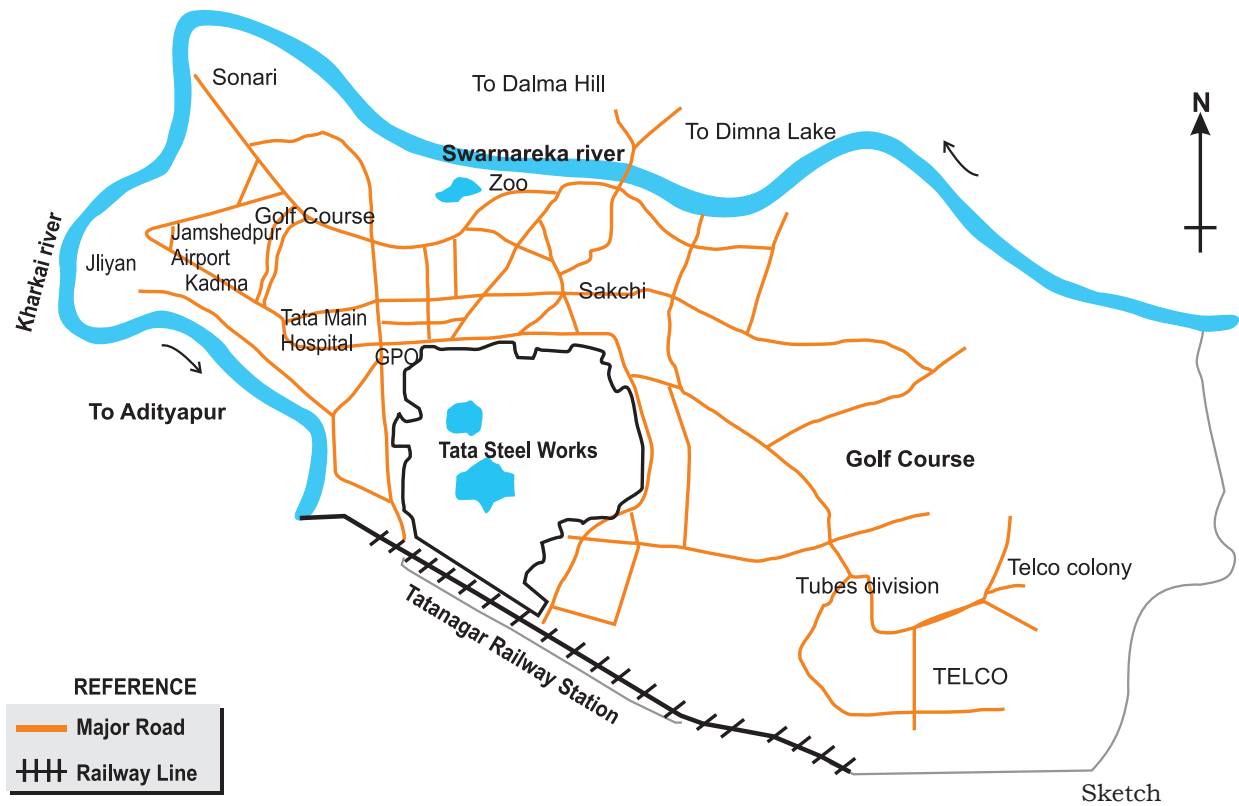 Sonari
To Dalma Hill
N
To Dimna Lake
Swarnareka river
Zoo
Golf Course
Jamshedpur
Airport
Kadma
Jliyan
Kharkai river
Sakchi
Tata Main
Hospital
GPO
To Adityapur
Tata Steel Works
Golf Course
Telco colony
Tubes division
TELCO
Tatanagar Railway Station
REFERENCE
Major Road
Railway Line
Sketch